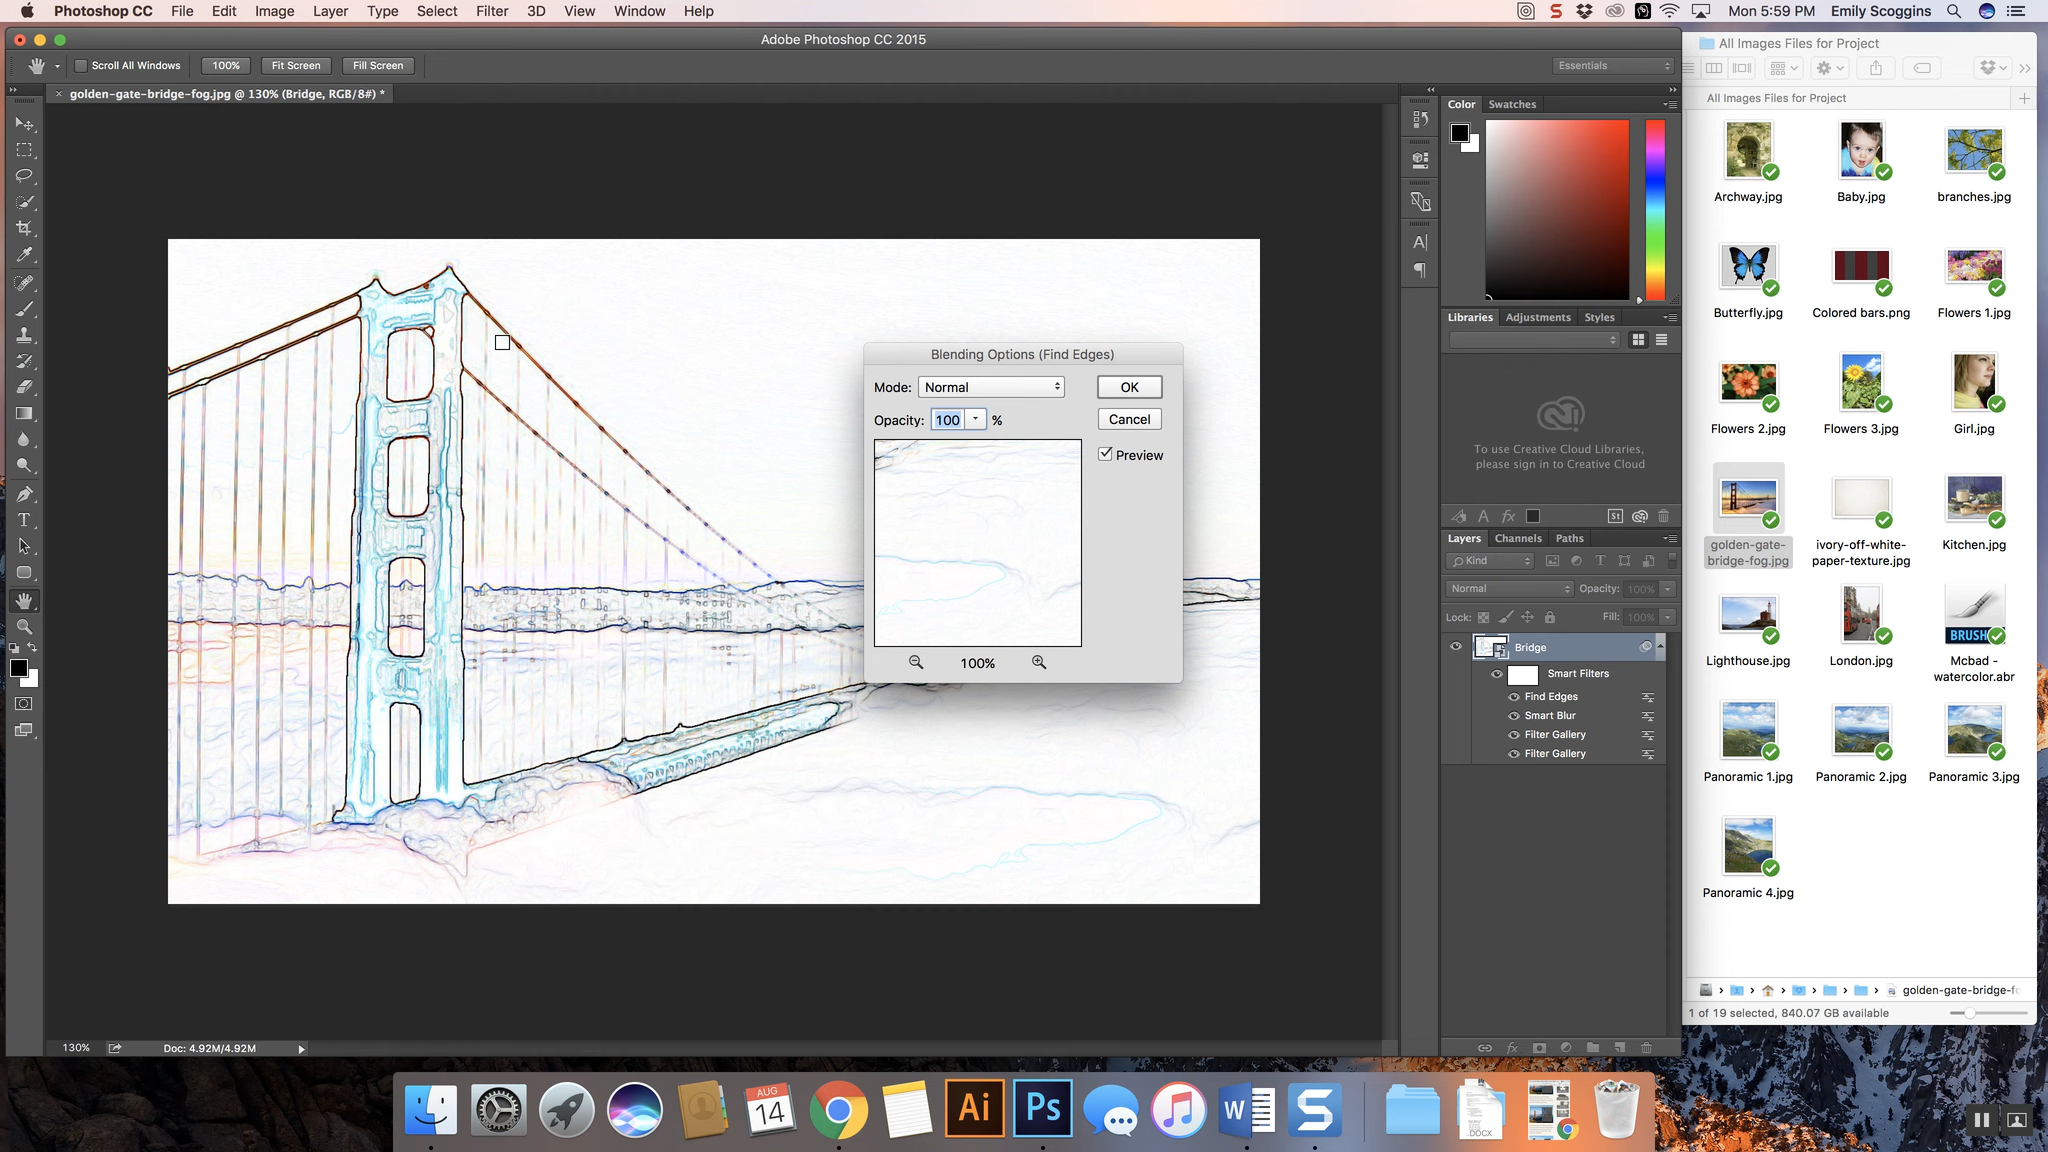 Photoshop CC File Edit Image Layer Type Select Filter 3D View Window Help
Mon 5:59 PM Emily Scoggins
Adobe Photoshop CC 2015
Scroll All Windows 100% Fit Screen Fill Screen
Essentials
golden-gate-bridge-fog.jpg @ 130% (Bridge, RGB/8#) *
Blending Options (Find Edges)
Mode: Normal OK
Opacity: 100 % Cancel
Preview
100%
Color Swatches
Libraries Adjustments Styles
To use Creative Cloud Libraries,
please sign in to Creative Cloud
St
Layers Channels Paths
Kind
Normal Opacity: 100%
Lock: Fill: 100%
Bridge
Smart Filters
Find Edges
Smart Blur
Filter Gallery
Filter Gallery
130% Doc: 4.92M/4.92M
All Images Files for Project
All Images Files for Project
Archway.jpg Baby.jpg branches.jpg
Butterfly.jpg Colored bars.png Flowers 1.jpg
Flowers 2.jpg Flowers 3.jpg Girl.jpg
golden-gate-
bridge-fog.jpg
ivory-off-white-
paper-texture.jpg
Kitchen.jpg
BRUSH
Lighthouse.jpg London.jpg Mcbad -
watercolor.abr
Panoramic 1.jpg Panoramic 2.jpg Panoramic 3.jpg
Panoramic 4.jpg
golden-gate-bridge-fo
1 of 19 selected, 840.07 GB available
AUG
14
Ai
Ps
W
S
.DOCX